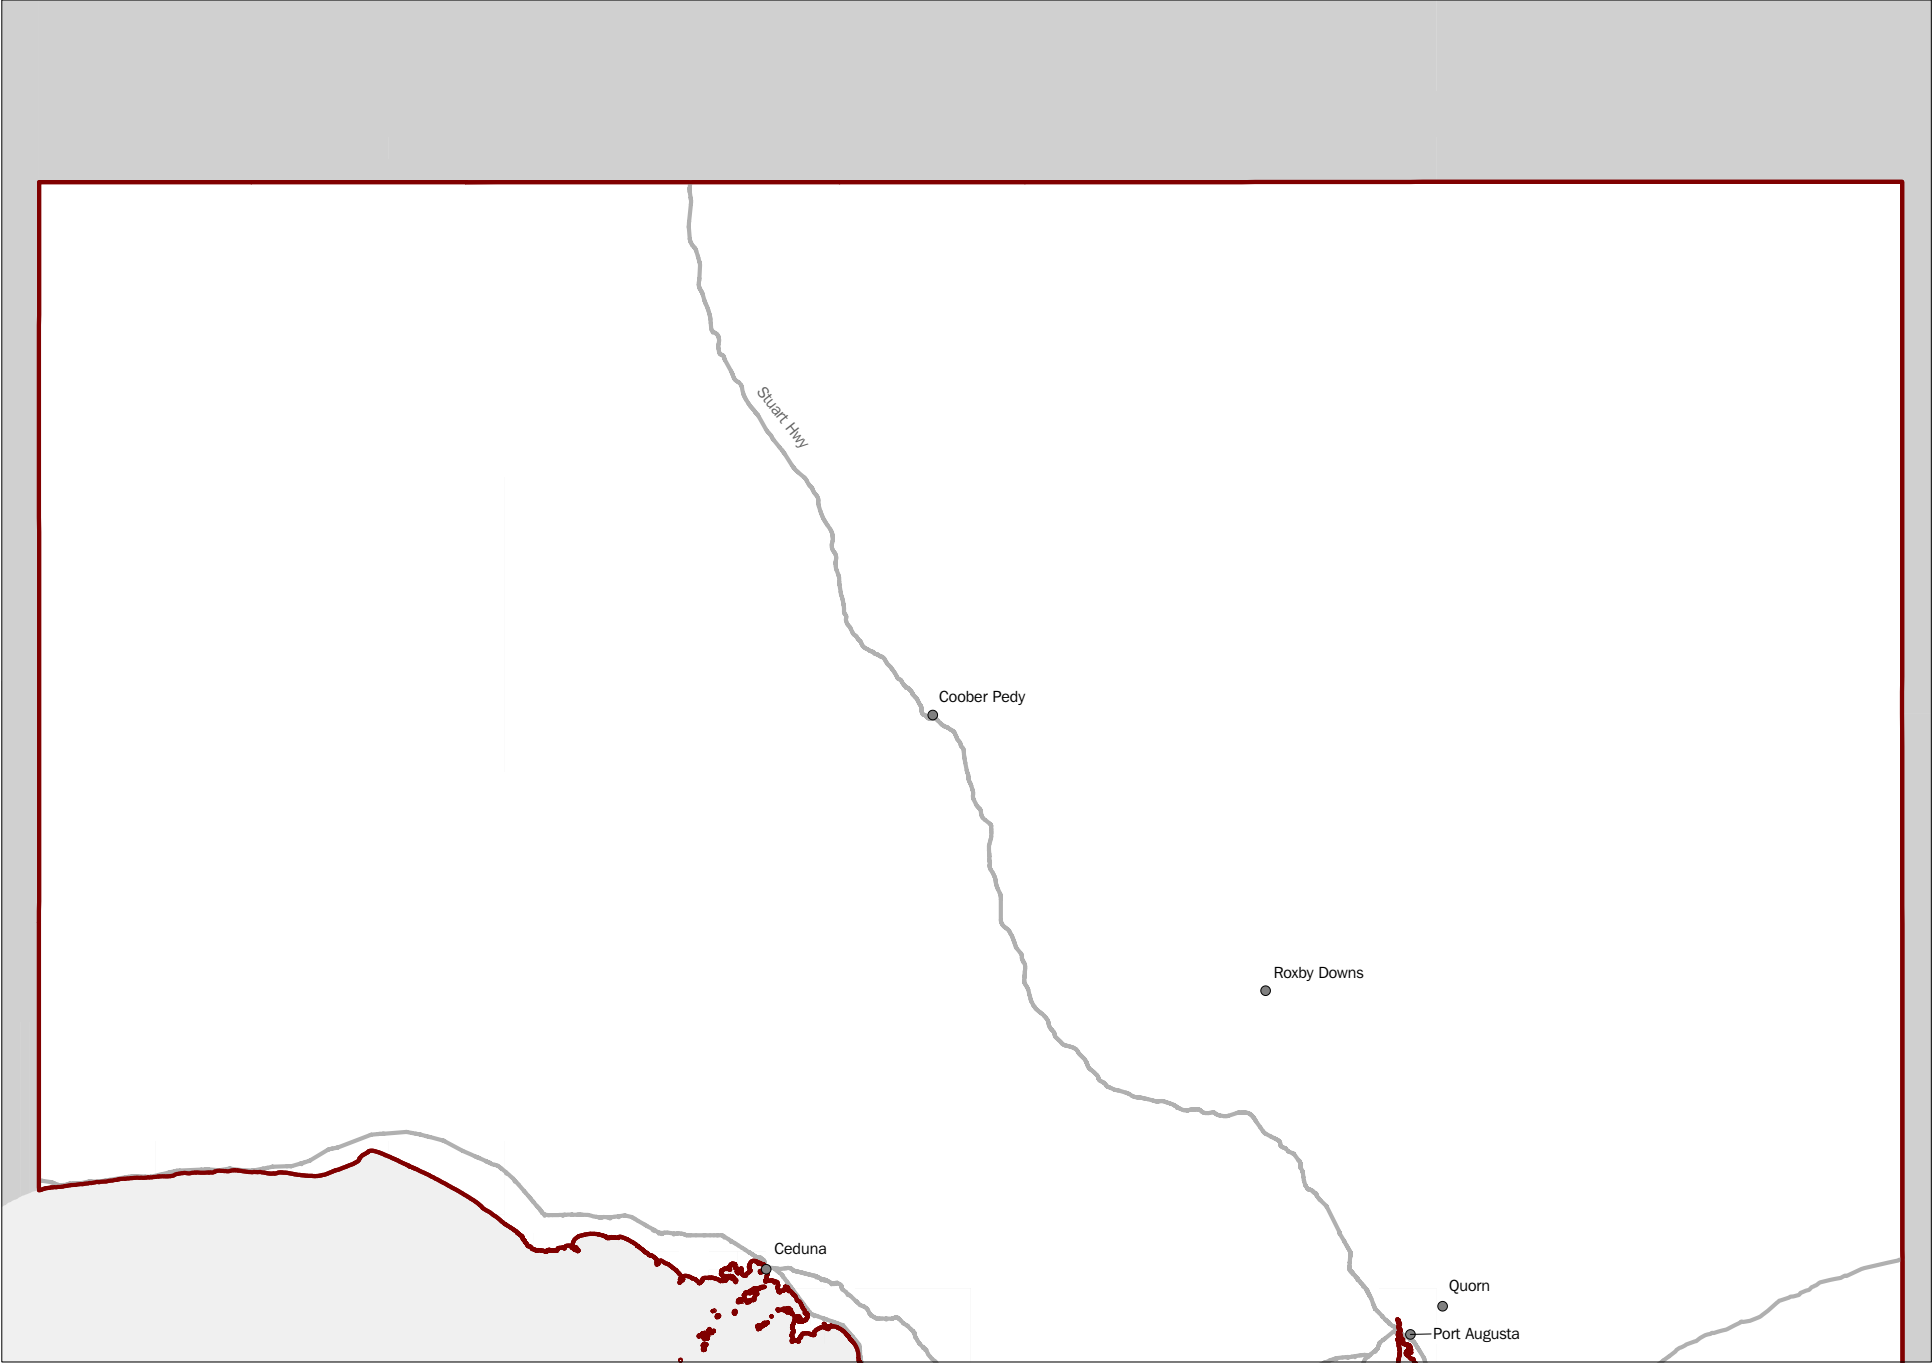 Stuart Hwy
Coober Pedy
Roxby Downs
Ceduna
Quorn
Port Augusta